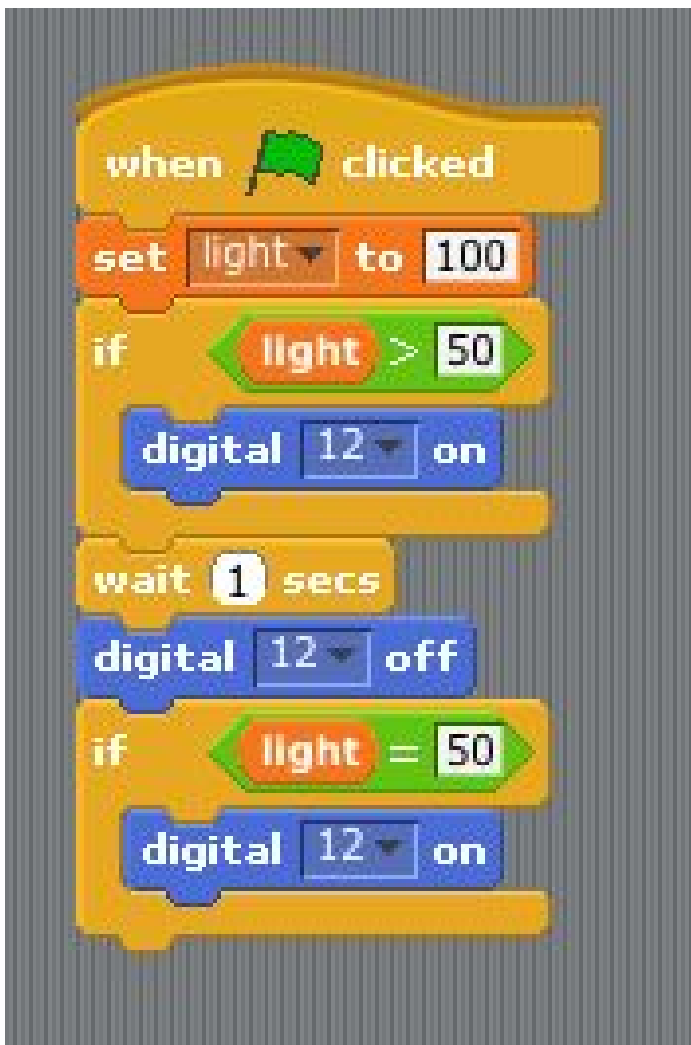 when clicked
set light to 100
if light > 50
digital 12 on
wait 1 secs
digital 12 off
if light = 50
digital 12 on